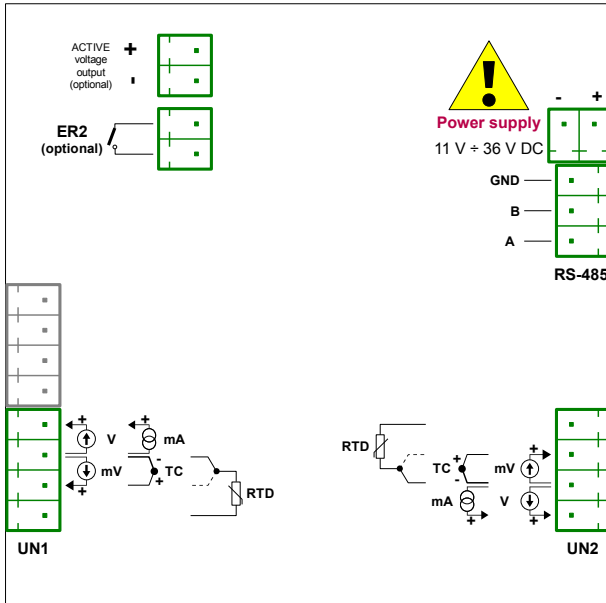 ACTIVE
voltage
output
(optional)
+
-
ER2
(optional)
!
Power supply
- +
11 V ÷ 36 V DC
GND
B
A
RS-485
+ V
+ mA
mV
+
- TC
+
RTD
UN1
RTD
TC +
-
mV +
mA
+
V
+
UN2